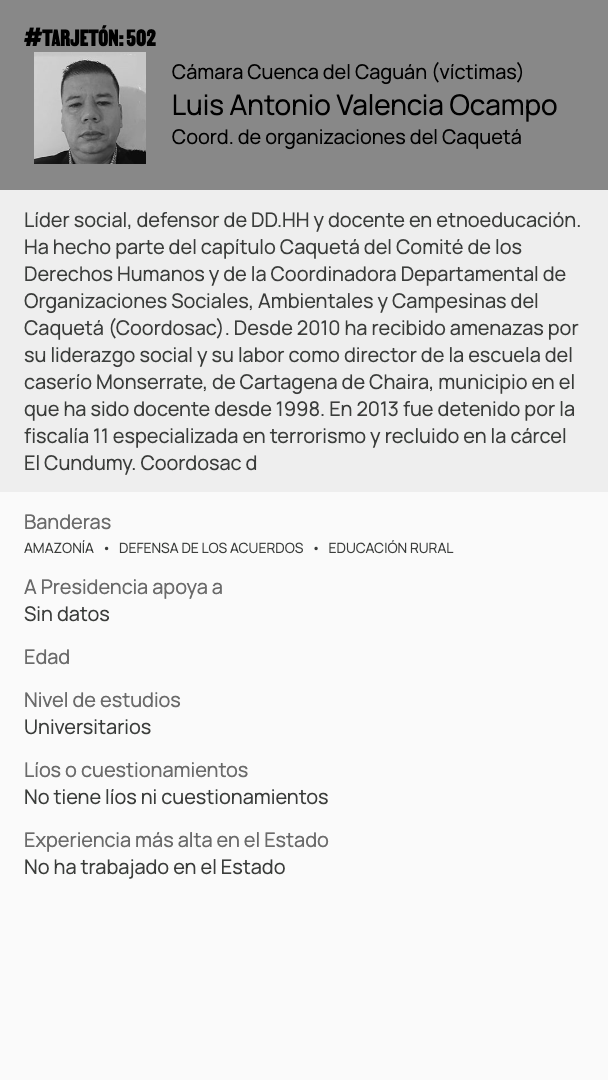 #TARJETÓN: 502
Cámara Cuenca del Caguán (víctimas)
Luis Antonio Valencia Ocampo
Coord. de organizaciones del Caquetá
Líder social, defensor de DD.HH y docente en etnoeducación.
Ha hecho parte del capítulo Caquetá del Comité de los
Derechos Humanos y de la Coordinadora Departamental de
Organizaciones Sociales, Ambientales y Campesinas del
Caquetá (Coordosac). Desde 2010 ha recibido amenazas por
su liderazgo social y su labor como director de la escuela del
caserío Monserrate, de Cartagena de Chaira, municipio en el
que ha sido docente desde 1998. En 2013 fue detenido por la
fiscalía 11 especializada en terrorismo y recluido en la cárcel
El Cundumy. Coordosac d
Banderas
AMAZONÍA • DEFENSA DE LOS ACUERDOS • EDUCACIÓN RURAL
A Presidencia apoya a
Sin datos
Edad
Nivel de estudios
Universitarios
Líos o cuestionamientos
No tiene líos ni cuestionamientos
Experiencia más alta en el Estado
No ha trabajado en el Estado